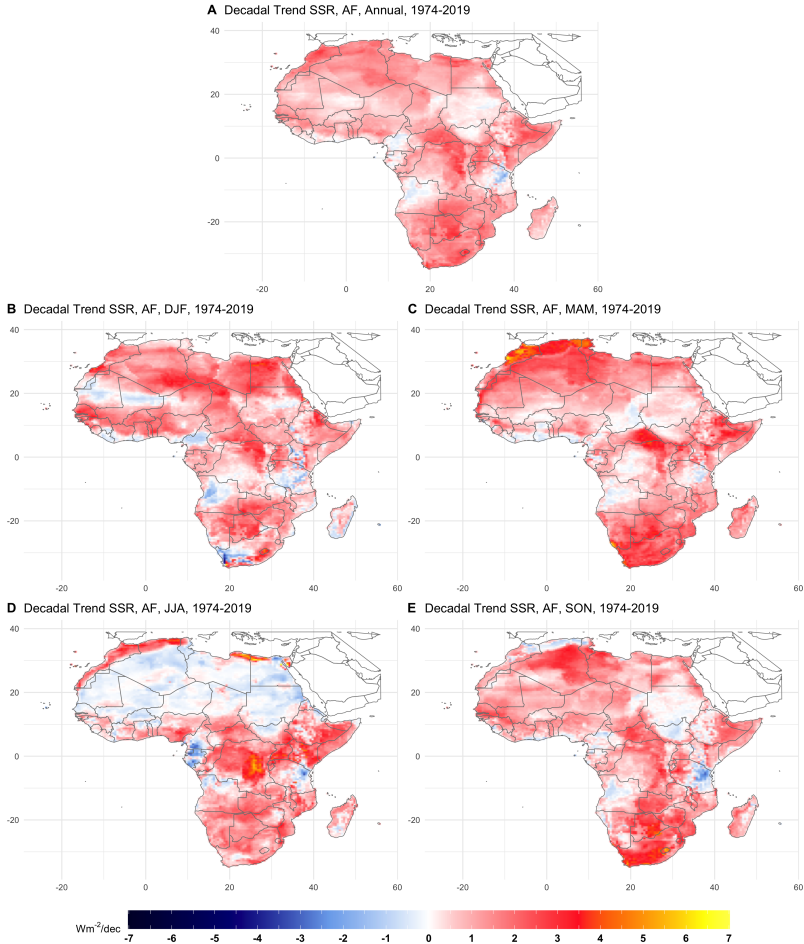 A Decadal Trend SSR, AF, Annual, 1974-2019
40
20
0
-20
-20 0 20 40 60
B Decadal Trend SSR, AF, DJF, 1974-2019
40
20
0
-20
-20 0 20 40 60
C Decadal Trend SSR, AF, MAM, 1974-2019
40
20
0
-20
-20 0 20 40 60
D Decadal Trend SSR, AF, JJA, 1974-2019
40
20
0
-20
-20 0 20 40 60
E Decadal Trend SSR, AF, SON, 1974-2019
40
20
0
-20
-20 0 20 40 60
Wm⁻²/dec
-7 -6 -5 -4 -3 -2 -1 0 1 2 3 4 5 6 7